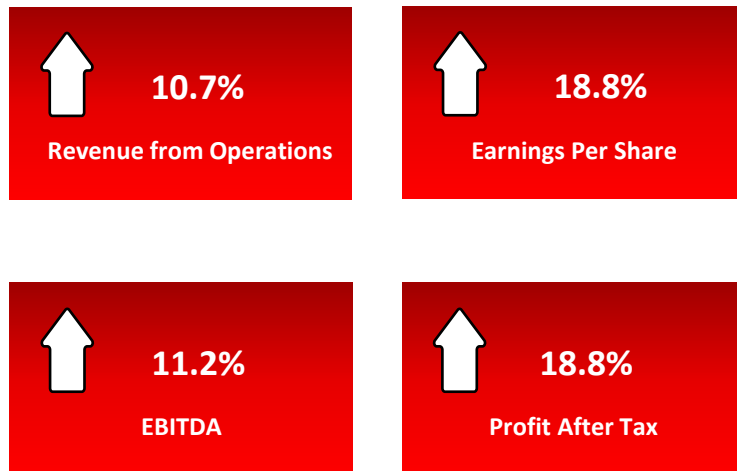 10.7%
Revenue from Operations
18.8%
Earnings Per Share
11.2%
EBITDA
18.8%
Profit After Tax